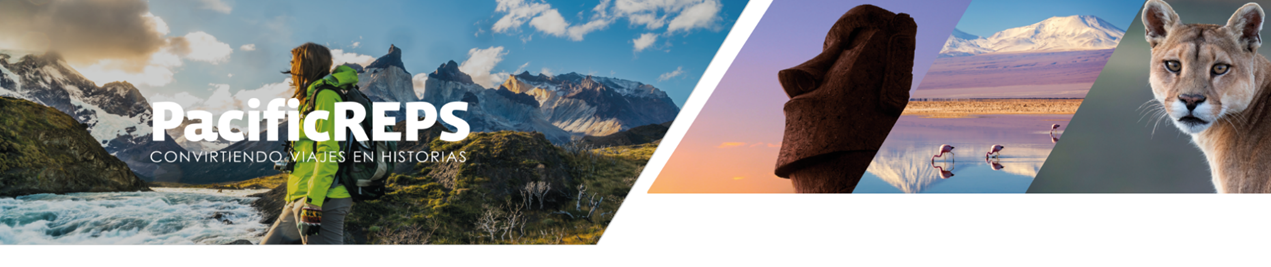 PacificREPS
CONVIRTIENDO VIAJES EN HISTORIAS